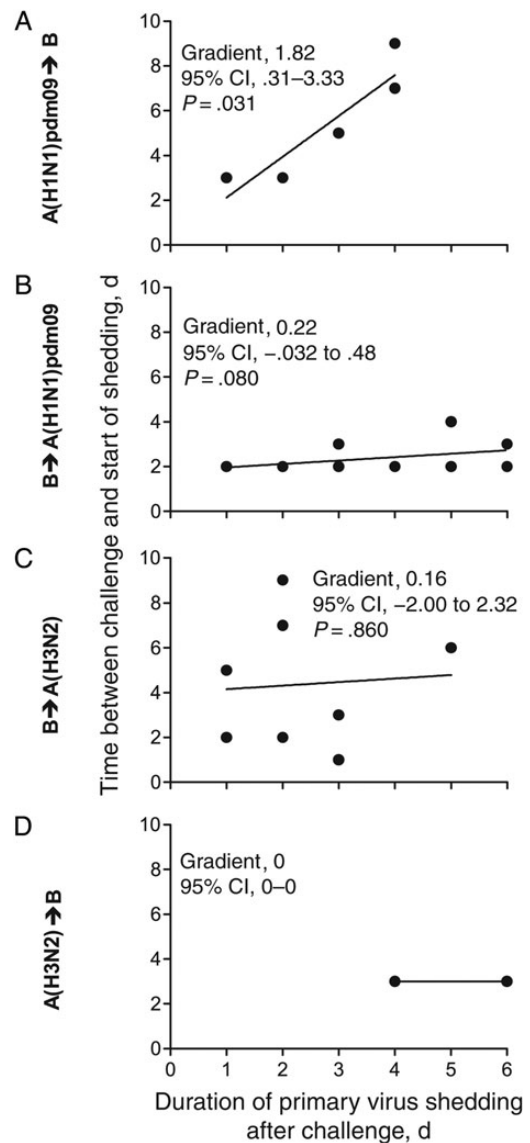 A
A(H1N1)pdm09➔B
10
8
6
4
2
0
Gradient, 1.82
95% CI, .31–3.33
P = .031
B
B➔A(H1N1)pdm09
10
8
6
4
2
0
Gradient, 0.22
95% CI, −.032 to .48
P = .080
Time between challenge and start of shedding, d
C
B➔A(H3N2)
10
8
6
4
2
0
Gradient, 0.16
95% CI, −2.00 to 2.32
P = .860
D
A(H3N2)➔B
10
8
6
4
2
0
Gradient, 0
95% CI, 0–0
0 1 2 3 4 5 6
Duration of primary virus shedding
after challenge, d